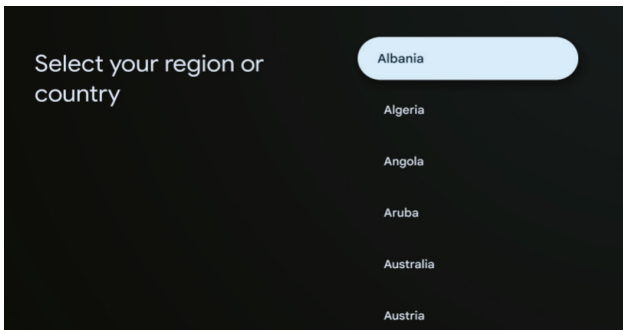 Select your region or
country
Albania
Algeria
Angola
Aruba
Australia
Austria